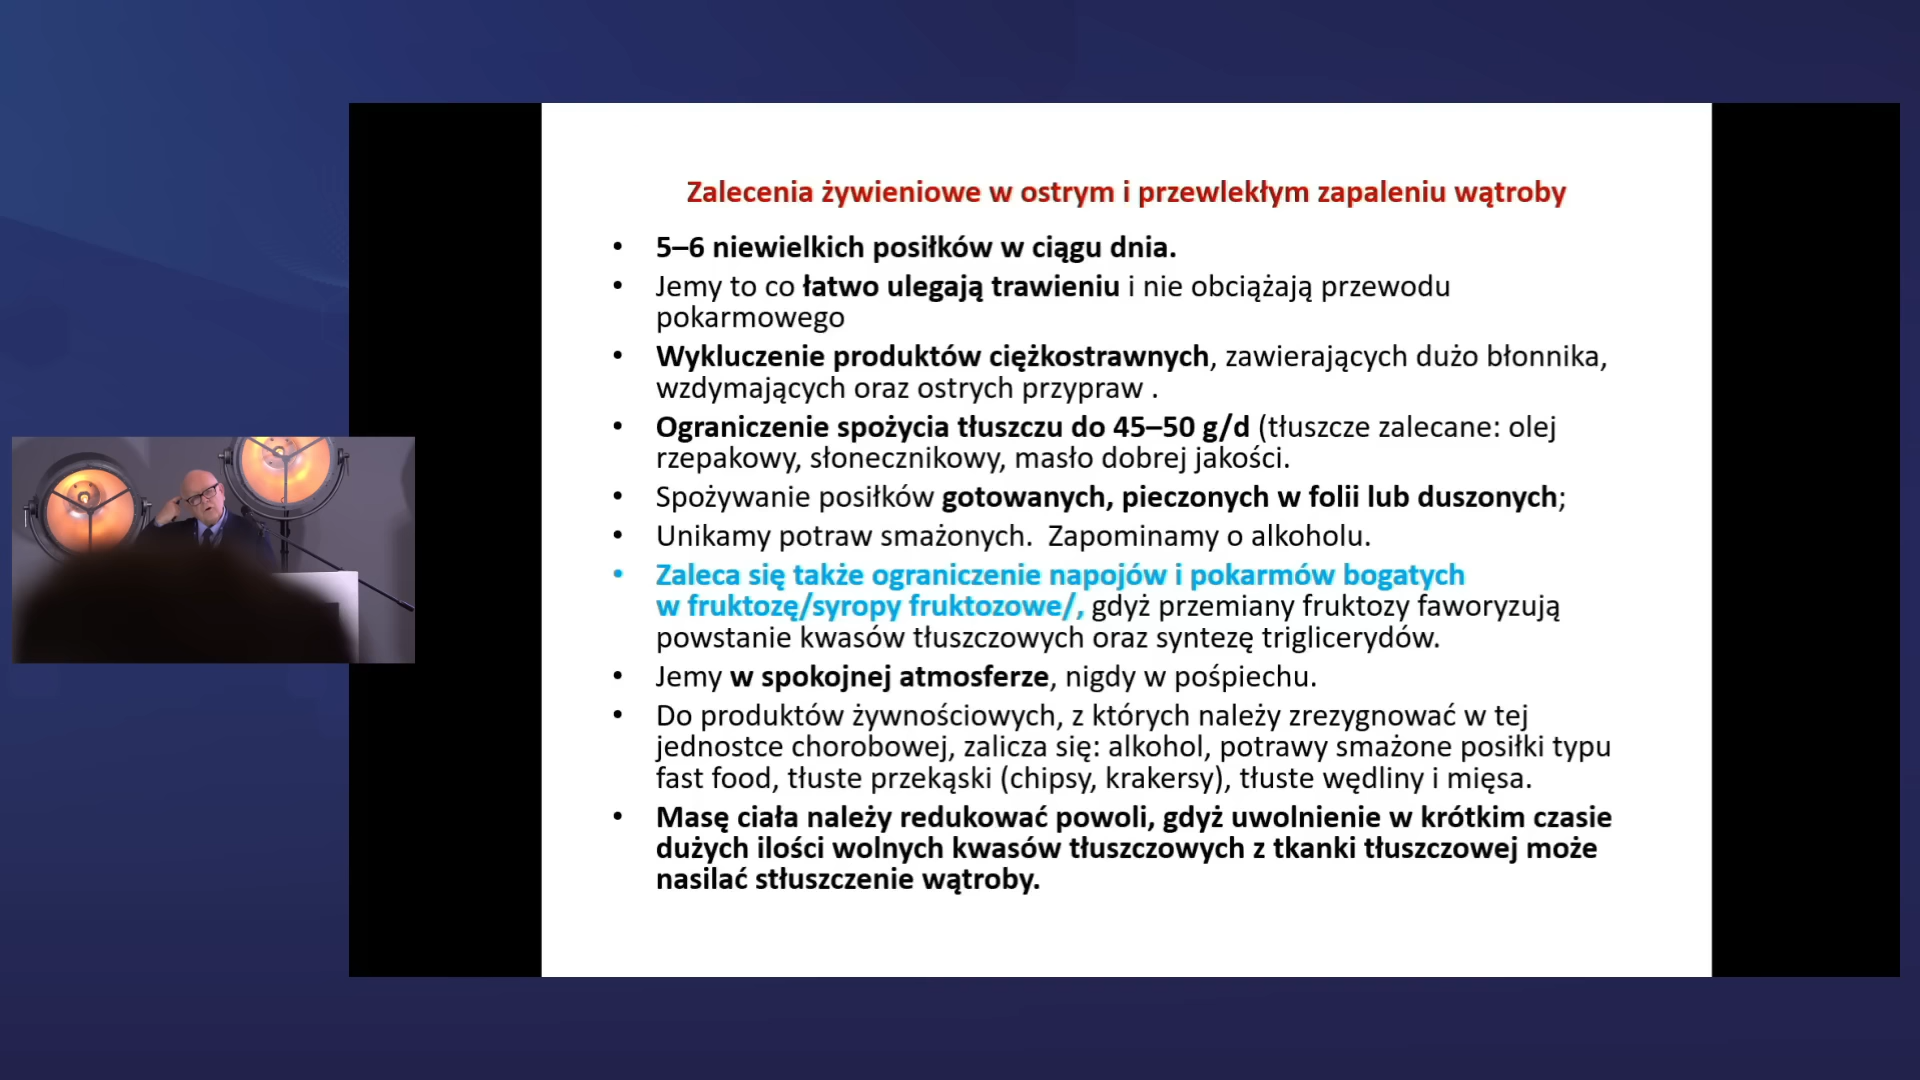 Zalecenia żywieniowe w ostrym i przewlekłym zapaleniu wątroby
• 5–6 niewielkich posiłków w ciągu dnia.
• Jemy to co łatwo ulegają trawieniu i nie obciążają przewodu
pokarmowego
• Wykluczenie produktów ciężkostrawnych, zawierających dużo błonnika,
wzdymających oraz ostrych przypraw .
• Ograniczenie spożycia tłuszczu do 45–50 g/d (tłuszcze zalecane: olej
rzepakowy, słonecznikowy, masło dobrej jakości.
• Spożywanie posiłków gotowanych, pieczonych w folii lub duszonych;
• Unikamy potraw smażonych.  Zapominamy o alkoholu.
• Zaleca się także ograniczenie napojów i pokarmów bogatych
w fruktozę/syropy fruktozowe/, gdyż przemiany fruktozy faworyzują
powstanie kwasów tłuszczowych oraz syntezę triglicerydów.
• Jemy w spokojnej atmosferze, nigdy w pośpiechu.
• Do produktów żywnościowych, z których należy zrezygnować w tej
jednostce chorobowej, zalicza się: alkohol, potrawy smażone posiłki typu
fast food, tłuste przekąski (chipsy, krakersy), tłuste wędliny i mięsa.
• Masę ciała należy redukować powoli, gdyż uwolnienie w krótkim czasie
dużych ilości wolnych kwasów tłuszczowych z tkanki tłuszczowej może
nasilać stłuszczenie wątroby.